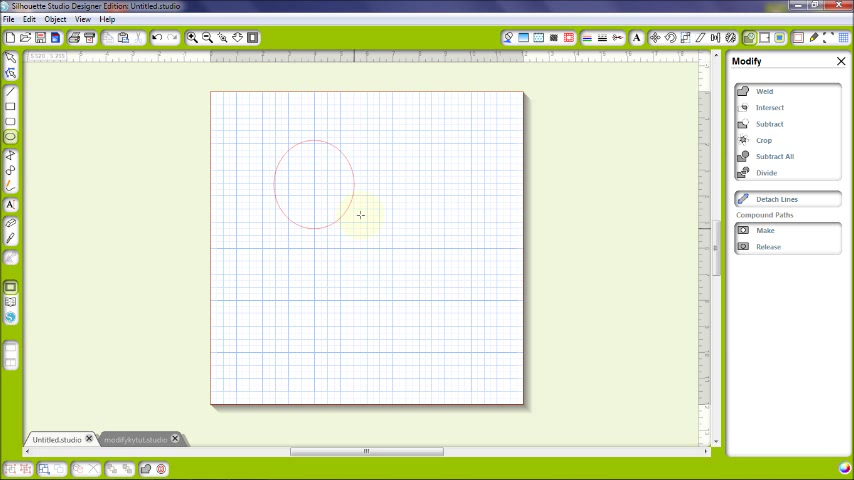 Silhouette Studio Designer Edition: Untitled.studio
File Edit Object View Help
Modify
Weld
Intersect
Subtract
Crop
Subtract All
Divide
Detach Lines
Compound Paths
Make
Release
Untitled.studio
modifykytut.studio